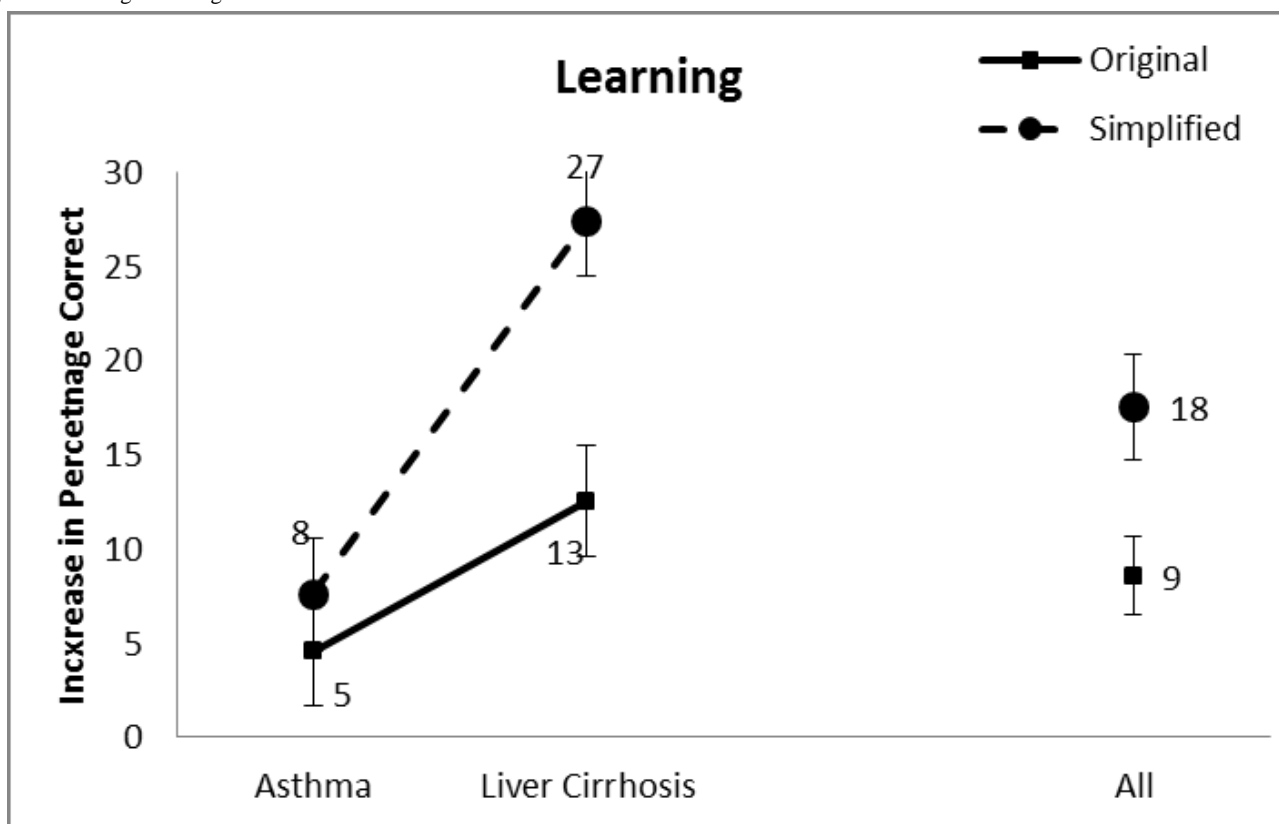 Learning
Original
Simplified
Incxrease in Percetnage Correct
30
25
20
15
10
5
0
27
8
13
5
18
9
Asthma
Liver Cirrhosis
All